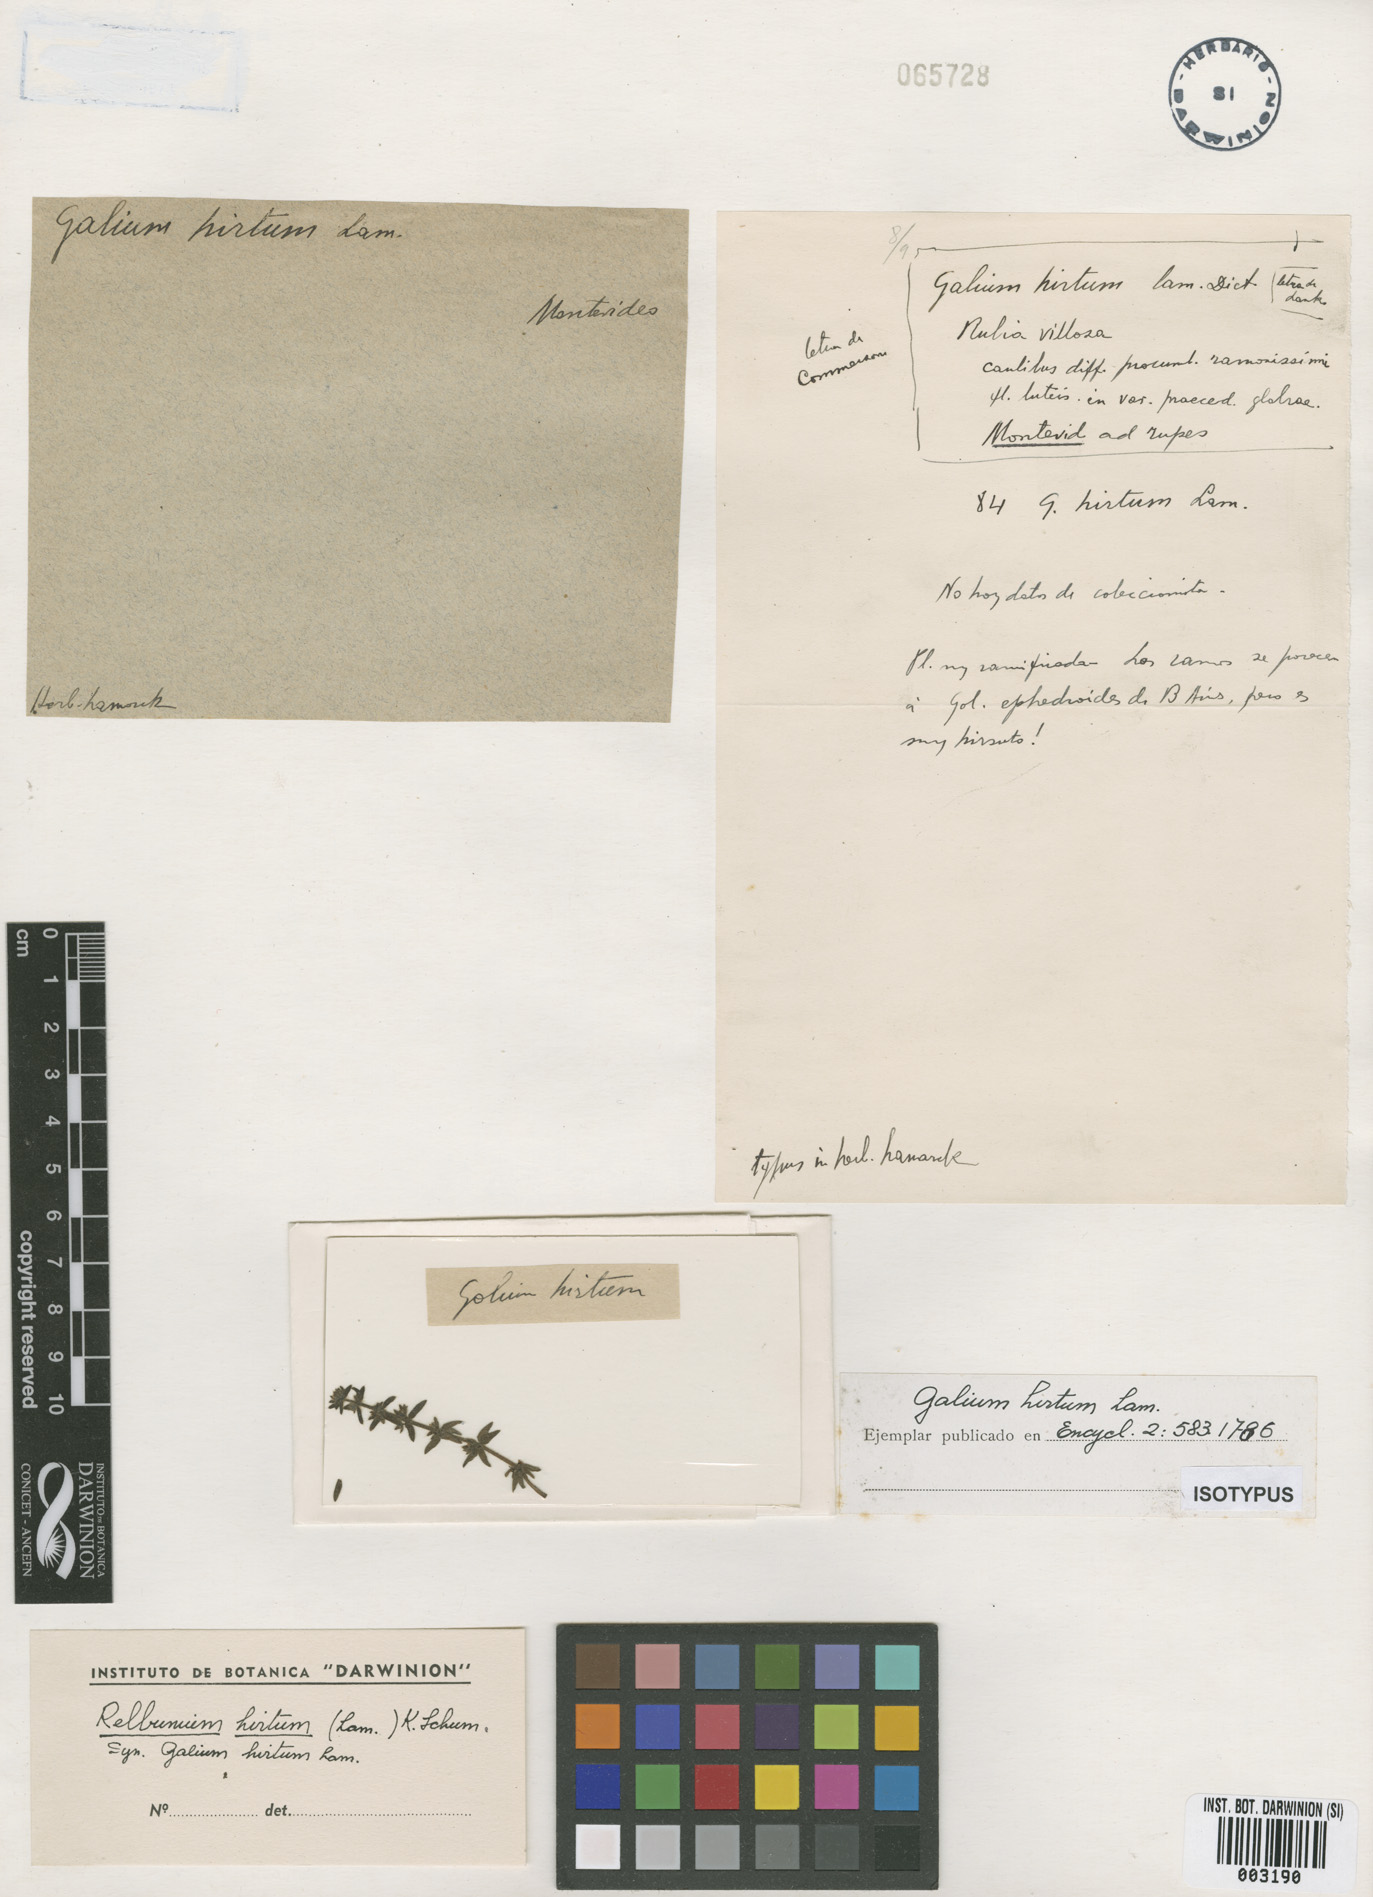 065728
HERBARIO DARWINION
SI
Galium hirtum Lam.
Montevideo
Herb. Lamarck
8/9
Galium hirtum lam. Dict
letra de
Rubia villosa
letra de
Commerson
caulibus diff. procumb. ramosissimis
fl. luteis. in var. praeced. glabrae.
Montevid ad rupes
84 G. hirtum Lam.
No hay datos de coleccionista -
Pl. muy ramificada Los ramos se parecen
a Gal. ephedroides de B Airs, pero es
muy hirsuto!
typus in herb. Lamarck
Galium hirtum
Galium hirtum Lam.
Ejemplar publicado en Encycl. 2: 583. 1786
ISOTYPUS
0 cm
1
2
3
4
5
6
7
8
9
10
copyright reserved
INSTITUTO DE BOTANICA
DARWINION
CONICET - ANCEFN
INSTITUTO DE BOTANICA "DARWINION"
Relbunium hirtum (Lam.) K. Schum.
Syn. Galium hirtum Lam.
Nº det.
INST. BOT. DARWINION (SI)
003190